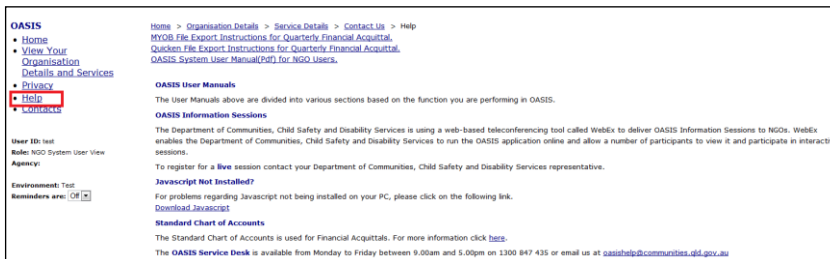 OASIS
Home
View Your
Organisation
Details and Services
Privacy
Help
Contacts
User ID: test
Role: NGO System User View
Agency:
Environment: Test
Reminders are: Off
Home > Organisation Details > Service Details > Contact Us > Help
MYOB File Export Instructions for Quarterly Financial Acquittal.
Quicken File Export Instructions for Quarterly Financial Acquittal.
OASIS System User Manual(Pdf) for NGO Users.
OASIS User Manuals
The User Manuals above are divided into various sections based on the function you are performing in OASIS.
OASIS Information Sessions
The Department of Communities, Child Safety and Disability Services is using a web-based teleconferencing tool called WebEx to deliver OASIS Information Sessions to NGOs. WebEx
enables the Department of Communities, Child Safety and Disability Services to run the OASIS application online and allow a number of participants to view it and participate in interacti
sessions.
To register for a live session contact your Department of Communities, Child Safety and Disability Services representative.
Javascript Not Installed?
For problems regarding Javascript not being installed on your PC, please click on the following link.
Download Javascript
Standard Chart of Accounts
The Standard Chart of Accounts is used for Financial Acquittals. For more information click here.
The OASIS Service Desk is available from Monday to Friday between 9.00am and 5.00pm on 1300 847 435 or email us at oasishelp@communities.qld.gov.au